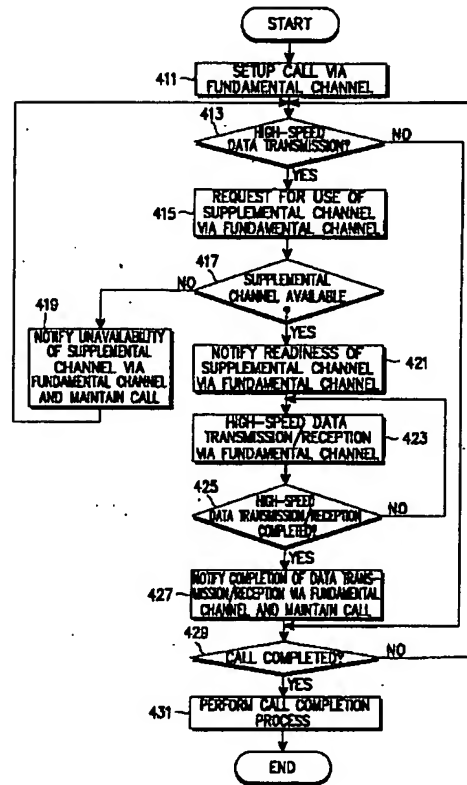 START
411
SETUP CALL VIA
FUNDAMENTAL CHANNEL
413
HIGH-SPEED
DATA TRANSMISSION?
NO
YES
415
REQUEST FOR USE OF
SUPPLEMENTAL CHANNEL
VIA FUNDAMENTAL CHANNEL
417
SUPPLEMENTAL
CHANNEL AVAILABLE
?
NO
YES
419
NOTIFY UNAVAILABILITY
OF SUPPLEMENTAL
CHANNEL VIA
FUNDAMENTAL CHANNEL
AND MAINTAIN CALL
NOTIFY READINESS OF
SUPPLEMENTAL CHANNEL
VIA FUNDAMENTAL CHANNEL
421
HIGH-SPEED DATA
TRANSMISSION/RECEPTION
VIA FUNDAMENTAL CHANNEL
423
425
HIGH-SPEED
DATA TRANSMISSION/RECEPTION
COMPLETED?
NO
YES
427
NOTIFY COMPLETION OF DATA TRANS-
MISSION/RECEPTION VIA FUNDAMENTAL
CHANNEL AND MAINTAIN CALL
429
CALL COMPLETED?
NO
YES
431
PERFORM CALL COMPLETION
PROCESS
END